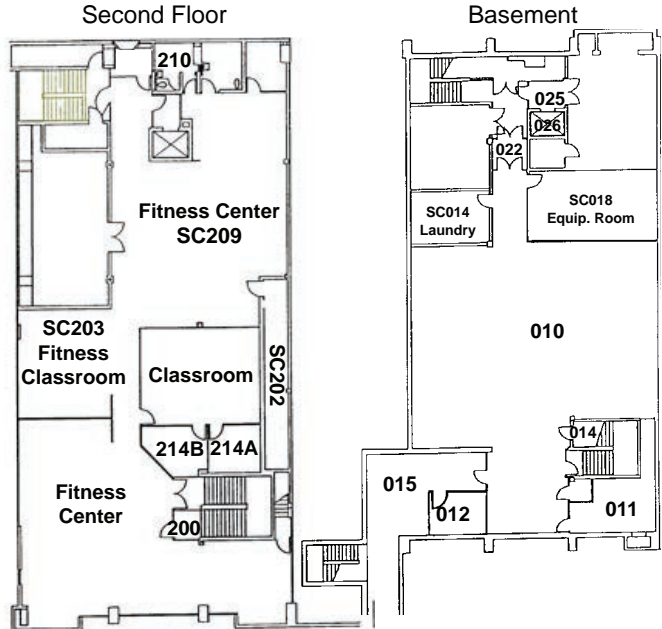 Second Floor
210
Fitness Center
SC209
SC203
Fitness
Classroom
Classroom
SC202
214B
214A
Fitness
Center
200
Basement
025
026
022
SC014
Laundry
SC018
Equip. Room
010
014
015
012
011